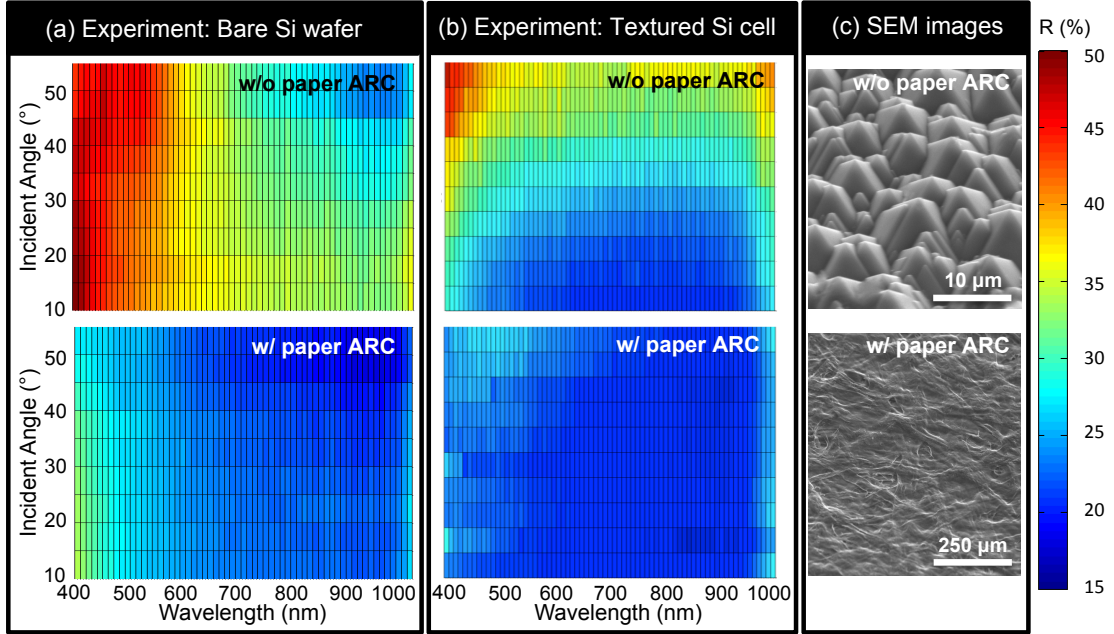 (a) Experiment: Bare Si wafer
(b) Experiment: Textured Si cell
(c) SEM images
R (%)
w/o paper ARC
Incident Angle (°)
50
40
30
20
10
w/ paper ARC
Incident Angle (°)
50
40
30
20
10
400 500 600 700 800 900 1000
Wavelength (nm)
w/o paper ARC
w/ paper ARC
400 500 600 700 800 900 1000
Wavelength (nm)
w/o paper ARC
10 µm
w/ paper ARC
250 µm
50
45
40
35
30
25
20
15